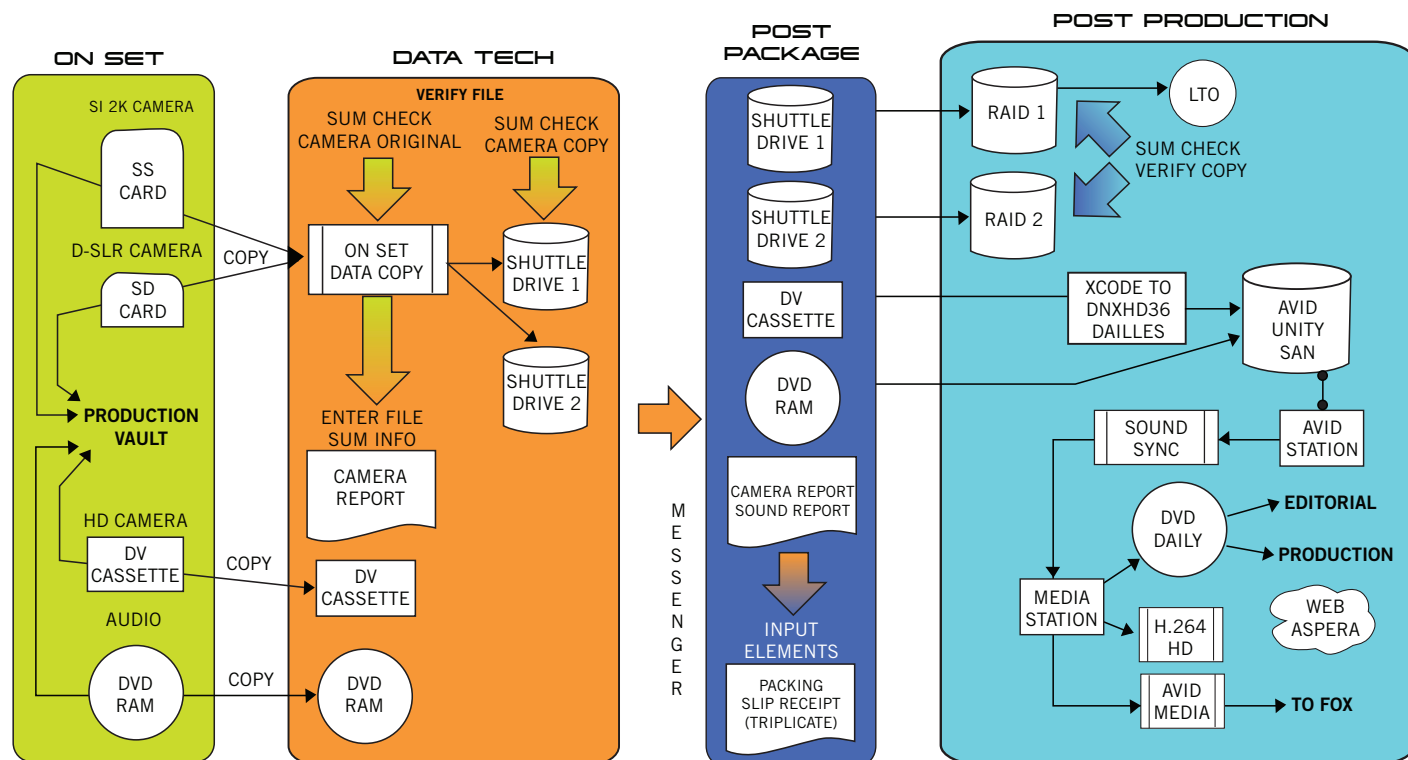 ON SET
SI 2K CAMERA
SS
CARD
D-SLR CAMERA
SD
CARD
COPY
PRODUCTION
VAULT
HD CAMERA
DV
CASSETTE
COPY
AUDIO
DVD
RAM
COPY
DATA TECH
VERIFY FILE
SUM CHECK
CAMERA ORIGINAL
SUM CHECK
CAMERA COPY
ON SET
DATA COPY
SHUTTLE
DRIVE 1
SHUTTLE
DRIVE 2
ENTER FILE
SUM INFO
CAMERA
REPORT
DV
CASSETTE
DVD
RAM
MESSENGER
POST
PACKAGE
SHUTTLE
DRIVE 1
SHUTTLE
DRIVE 2
DV
CASSETTE
DVD
RAM
CAMERA REPORT
SOUND REPORT
INPUT
ELEMENTS
PACKING
SLIP RECEIPT
(TRIPLICATE)
POST PRODUCTION
RAID 1
LTO
SUM CHECK
VERIFY COPY
RAID 2
XCODE TO
DNXHD36
DAILLES
AVID
UNITY
SAN
SOUND
SYNC
AVID
STATION
DVD
DAILY
EDITORIAL
PRODUCTION
MEDIA
STATION
H.264
HD
WEB
ASPERA
AVID
MEDIA
TO FOX